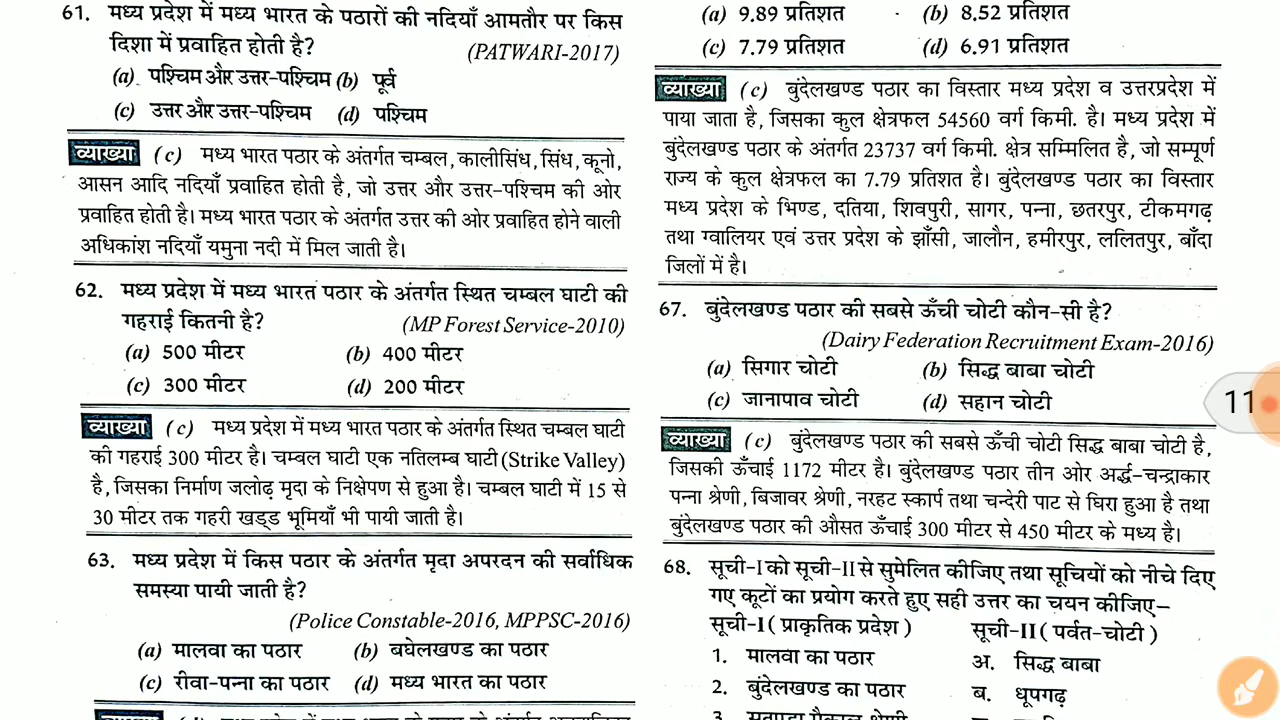 61. मध्य प्रदेश में मध्य भारत के पठारों की नदियाँ आमतौर पर किस
दिशा में प्रवाहित होती है?
(PATWARI-2017)
(a) पश्चिम और उत्तर-पश्चिम (b) पूर्व
(c) उत्तर और उत्तर-पश्चिम (d) पश्चिम
व्याख्या (c) मध्य भारत पठार के अंतर्गत चम्बल, कालीसिंध, सिंध, कूनो,
आसन आदि नदियाँ प्रवाहित होती है, जो उत्तर और उत्तर-पश्चिम की ओर
प्रवाहित होती है। मध्य भारत पठार के अंतर्गत उत्तर की ओर प्रवाहित होने वाली
अधिकांश नदियाँ यमुना नदी में मिल जाती है।
62. मध्य प्रदेश में मध्य भारत पठार के अंतर्गत स्थित चम्बल घाटी की
गहराई कितनी है?
(MP Forest Service-2010)
(a) 500 मीटर (b) 400 मीटर
(c) 300 मीटर (d) 200 मीटर
व्याख्या (c) मध्य प्रदेश में मध्य भारत पठार के अंतर्गत स्थित चम्बल घाटी
की गहराई 300 मीटर है। चम्बल घाटी एक नतिलम्ब घाटी (Strike Valley)
है, जिसका निर्माण जलोढ़ मृदा के निक्षेपण से हुआ है। चम्बल घाटी में 15 से
30 मीटर तक गहरी खड्ड भूमियाँ भी पायी जाती है।
63. मध्य प्रदेश में किस पठार के अंतर्गत मृदा अपरदन की सर्वाधिक
समस्या पायी जाती है?
(Police Constable-2016, MPPSC-2016)
(a) मालवा का पठार (b) बघेलखण्ड का पठार
(c) रीवा-पन्ना का पठार (d) मध्य भारत का पठार
(a) 9.89 प्रतिशत (b) 8.52 प्रतिशत
(c) 7.79 प्रतिशत (d) 6.91 प्रतिशत
व्याख्या (c) बुंदेलखण्ड पठार का विस्तार मध्य प्रदेश व उत्तरप्रदेश में
पाया जाता है, जिसका कुल क्षेत्रफल 54560 वर्ग किमी. है। मध्य प्रदेश में
बुंदेलखण्ड पठार के अंतर्गत 23737 वर्ग किमी. क्षेत्र सम्मिलित है, जो सम्पूर्ण
राज्य के कुल क्षेत्रफल का 7.79 प्रतिशत है। बुंदेलखण्ड पठार का विस्तार
मध्य प्रदेश के भिण्ड, दतिया, शिवपुरी, सागर, पन्ना, छतरपुर, टीकमगढ़
तथा ग्वालियर एवं उत्तर प्रदेश के झाँसी, जालौन, हमीरपुर, ललितपुर, बाँदा
जिलों में है।
67. बुंदेलखण्ड पठार की सबसे ऊँची चोटी कौन-सी है?
(Dairy Federation Recruitment Exam-2016)
(a) सिगार चोटी (b) सिद्ध बाबा चोटी
(c) जानापाव चोटी (d) सहान चोटी
व्याख्या (c) बुंदेलखण्ड पठार की सबसे ऊँची चोटी सिद्ध बाबा चोटी है,
जिसकी ऊँचाई 1172 मीटर है। बुंदेलखण्ड पठार तीन ओर अर्द्ध-चन्द्राकार
पन्ना श्रेणी, बिजावर श्रेणी, नरहट स्कार्प तथा चन्देरी पाट से घिरा हुआ है तथा
बुंदेलखण्ड पठार की औसत ऊँचाई 300 मीटर से 450 मीटर के मध्य है।
68. सूची-I को सूची-II से सुमेलित कीजिए तथा सूचियों को नीचे दिए
गए कूटों का प्रयोग करते हुए सही उत्तर का चयन कीजिए–
सूची-I ( प्राकृतिक प्रदेश ) सूची-II ( पर्वत-चोटी )
1. मालवा का पठार अ. सिद्ध बाबा
2. बुंदेलखण्ड का पठार ब. धूपगढ़
11